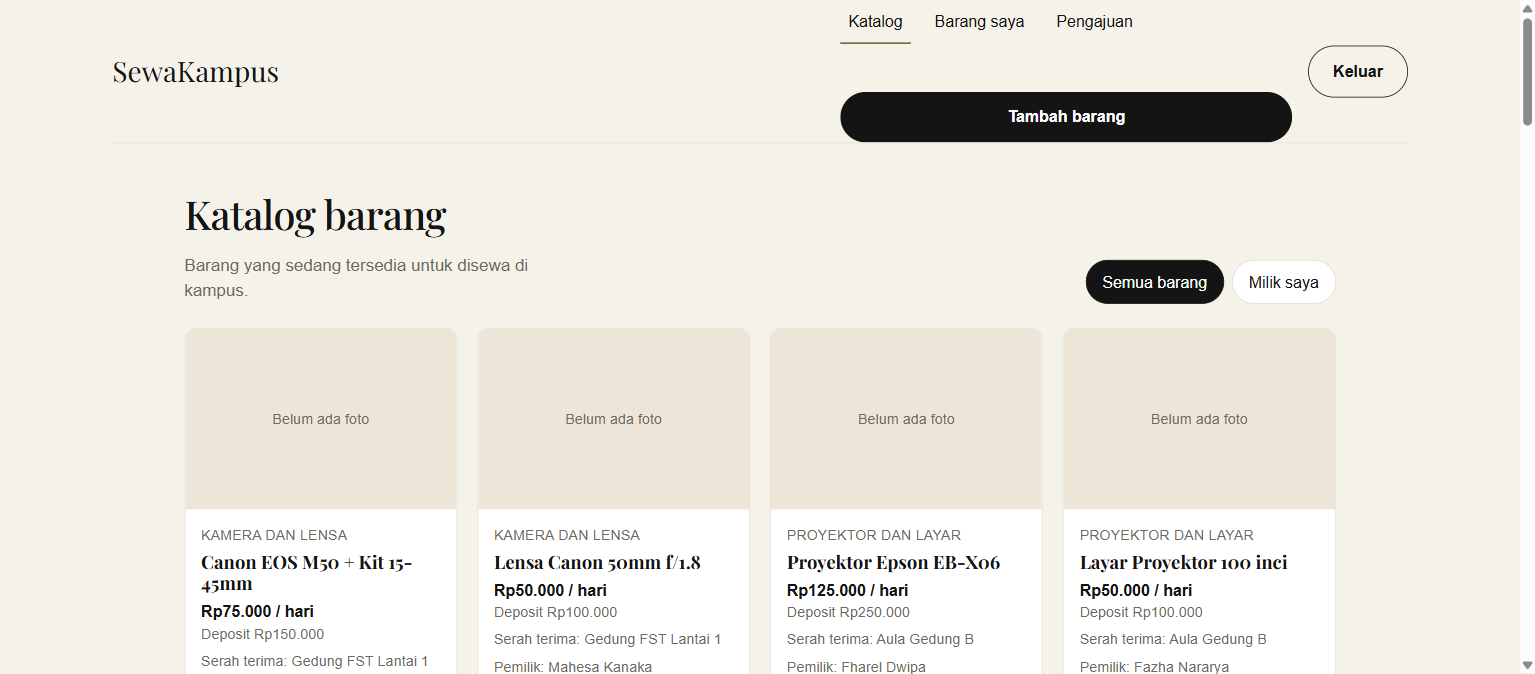 Katalog
Barang saya
Pengajuan
SewaKampus
Keluar
Tambah barang
Katalog barang
Barang yang sedang tersedia untuk disewa di
kampus.
Semua barang
Milik saya
Belum ada foto
KAMERA DAN LENSA
Canon EOS M50 + Kit 15-
45mm
Rp75.000 / hari
Deposit Rp150.000
Serah terima: Gedung FST Lantai 1
Belum ada foto
KAMERA DAN LENSA
Lensa Canon 50mm f/1.8
Rp50.000 / hari
Deposit Rp100.000
Serah terima: Gedung FST Lantai 1
Pemilik: Mahesa Kanaka
Belum ada foto
PROYEKTOR DAN LAYAR
Proyektor Epson EB-X06
Rp125.000 / hari
Deposit Rp250.000
Serah terima: Aula Gedung B
Pemilik: Fharel Dwipa
Belum ada foto
PROYEKTOR DAN LAYAR
Layar Proyektor 100 inci
Rp50.000 / hari
Deposit Rp100.000
Serah terima: Aula Gedung B
Pemilik: Fazha Nararya